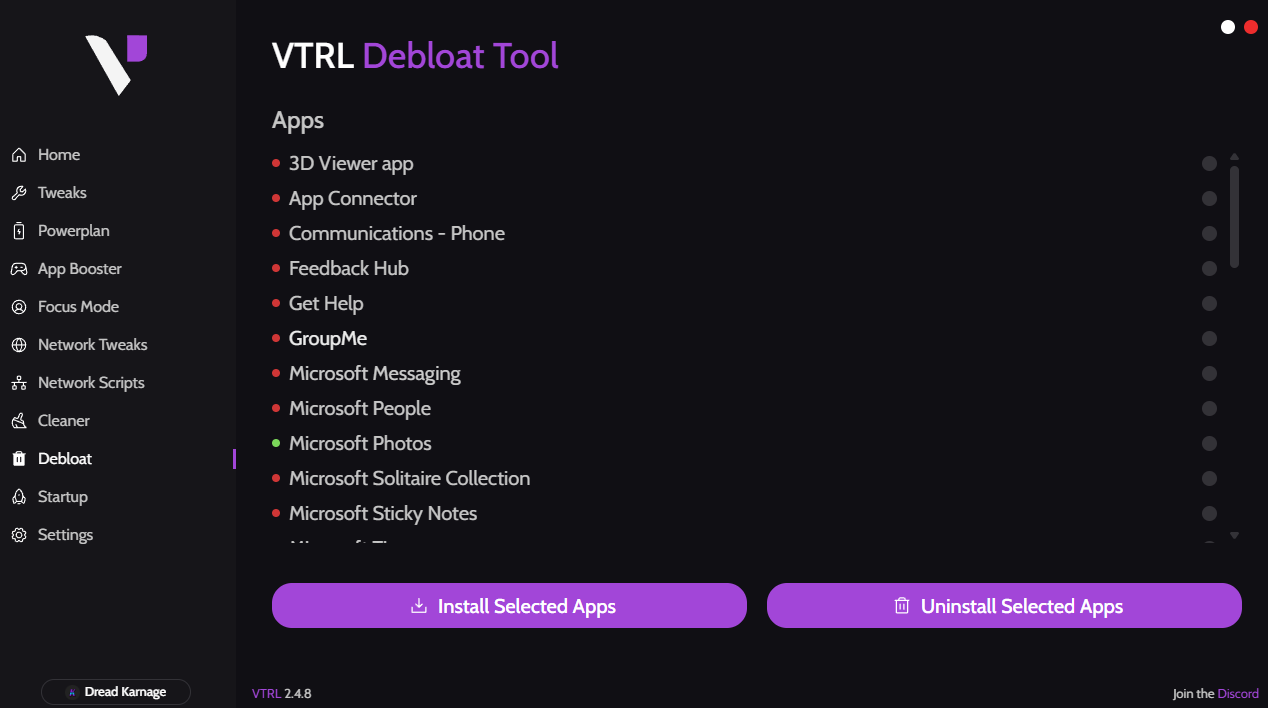 VTRL Debloat Tool
Home
Tweaks
Powerplan
App Booster
Focus Mode
Network Tweaks
Network Scripts
Cleaner
Debloat
Startup
Settings
Dread Karnage
Apps
3D Viewer app
App Connector
Communications - Phone
Feedback Hub
Get Help
GroupMe
Microsoft Messaging
Microsoft People
Microsoft Photos
Microsoft Solitaire Collection
Microsoft Sticky Notes
Install Selected Apps
Uninstall Selected Apps
VTRL 2.4.8
Join the Discord